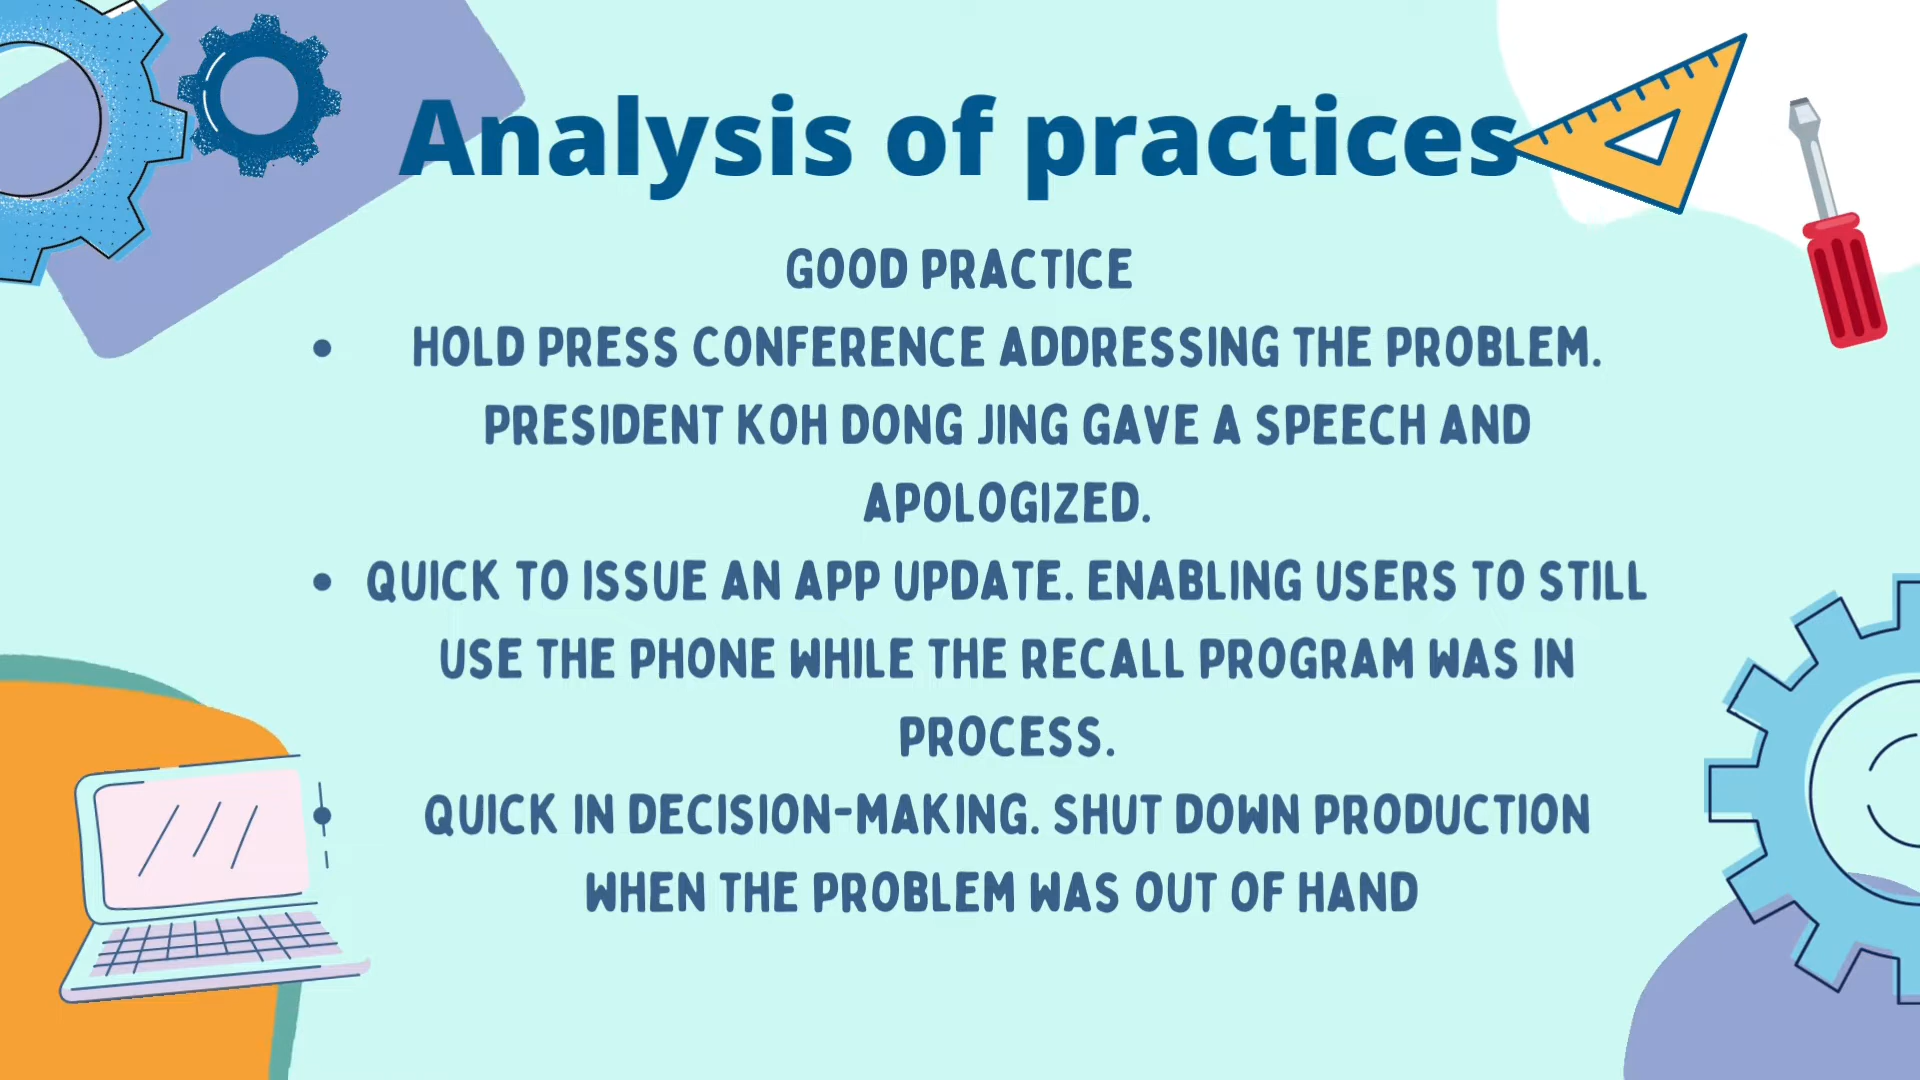 Analysis of practices
GOOD PRACTICE
• HOLD PRESS CONFERENCE ADDRESSING THE PROBLEM.
PRESIDENT KOH DONG JING GAVE A SPEECH AND
APOLOGIZED.
• QUICK TO ISSUE AN APP UPDATE. ENABLING USERS TO STILL
USE THE PHONE WHILE THE RECALL PROGRAM WAS IN
PROCESS.
• QUICK IN DECISION-MAKING. SHUT DOWN PRODUCTION
WHEN THE PROBLEM WAS OUT OF HAND